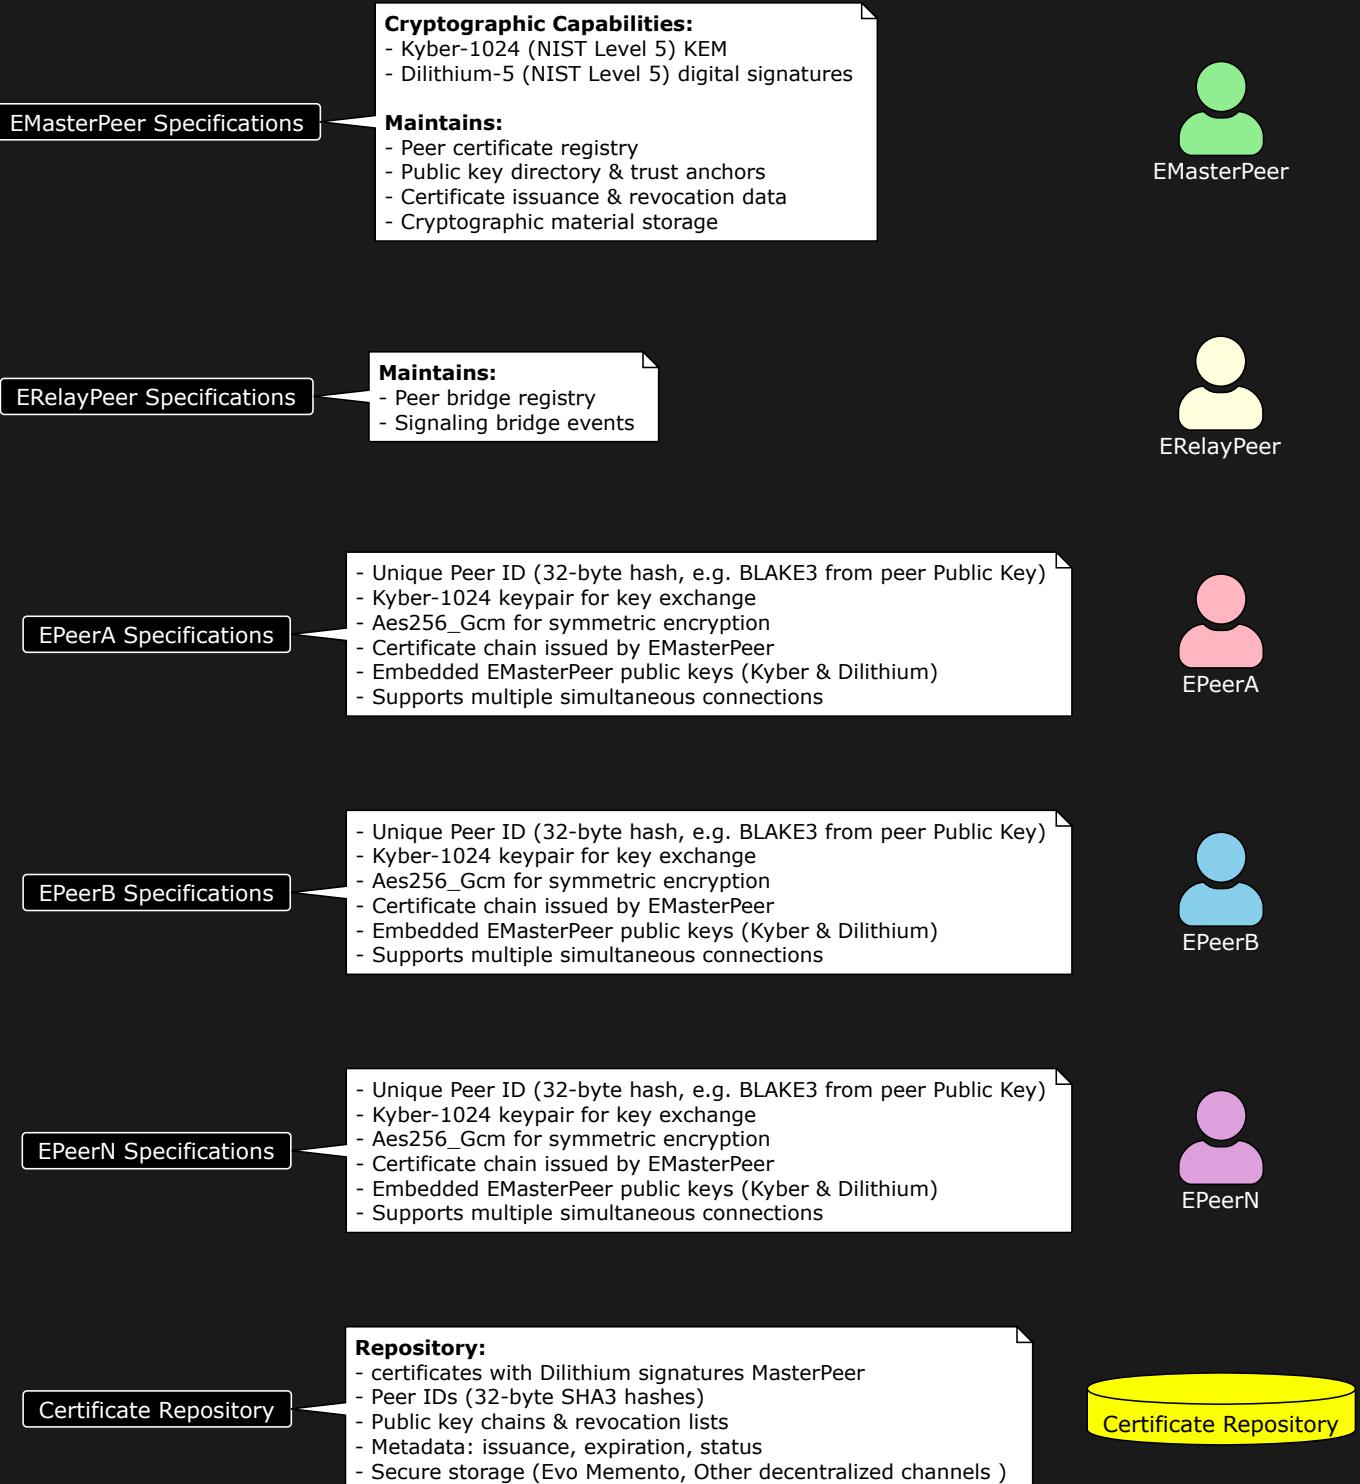 Cryptographic Capabilities:
- Kyber-1024 (NIST Level 5) KEM
- Dilithium-5 (NIST Level 5) digital signatures
Maintains:
- Peer certificate registry
- Public key directory & trust anchors
- Certificate issuance & revocation data
- Cryptographic material storage
EMasterPeer Specifications
EMasterPeer
Maintains:
- Peer bridge registry
- Signaling bridge events
ERelayPeer Specifications
ERelayPeer
- Unique Peer ID (32-byte hash, e.g. BLAKE3 from peer Public Key)
- Kyber-1024 keypair for key exchange
- Aes256_Gcm for symmetric encryption
- Certificate chain issued by EMasterPeer
- Embedded EMasterPeer public keys (Kyber & Dilithium)
- Supports multiple simultaneous connections
EPeerA Specifications
EPeerA
- Unique Peer ID (32-byte hash, e.g. BLAKE3 from peer Public Key)
- Kyber-1024 keypair for key exchange
- Aes256_Gcm for symmetric encryption
- Certificate chain issued by EMasterPeer
- Embedded EMasterPeer public keys (Kyber & Dilithium)
- Supports multiple simultaneous connections
EPeerB Specifications
EPeerB
- Unique Peer ID (32-byte hash, e.g. BLAKE3 from peer Public Key)
- Kyber-1024 keypair for key exchange
- Aes256_Gcm for symmetric encryption
- Certificate chain issued by EMasterPeer
- Embedded EMasterPeer public keys (Kyber & Dilithium)
- Supports multiple simultaneous connections
EPeerN Specifications
EPeerN
Repository:
- certificates with Dilithium signatures MasterPeer
- Peer IDs (32-byte SHA3 hashes)
- Public key chains & revocation lists
- Metadata: issuance, expiration, status
- Secure storage (Evo Memento, Other decentralized channels )
Certificate Repository
Certificate Repository